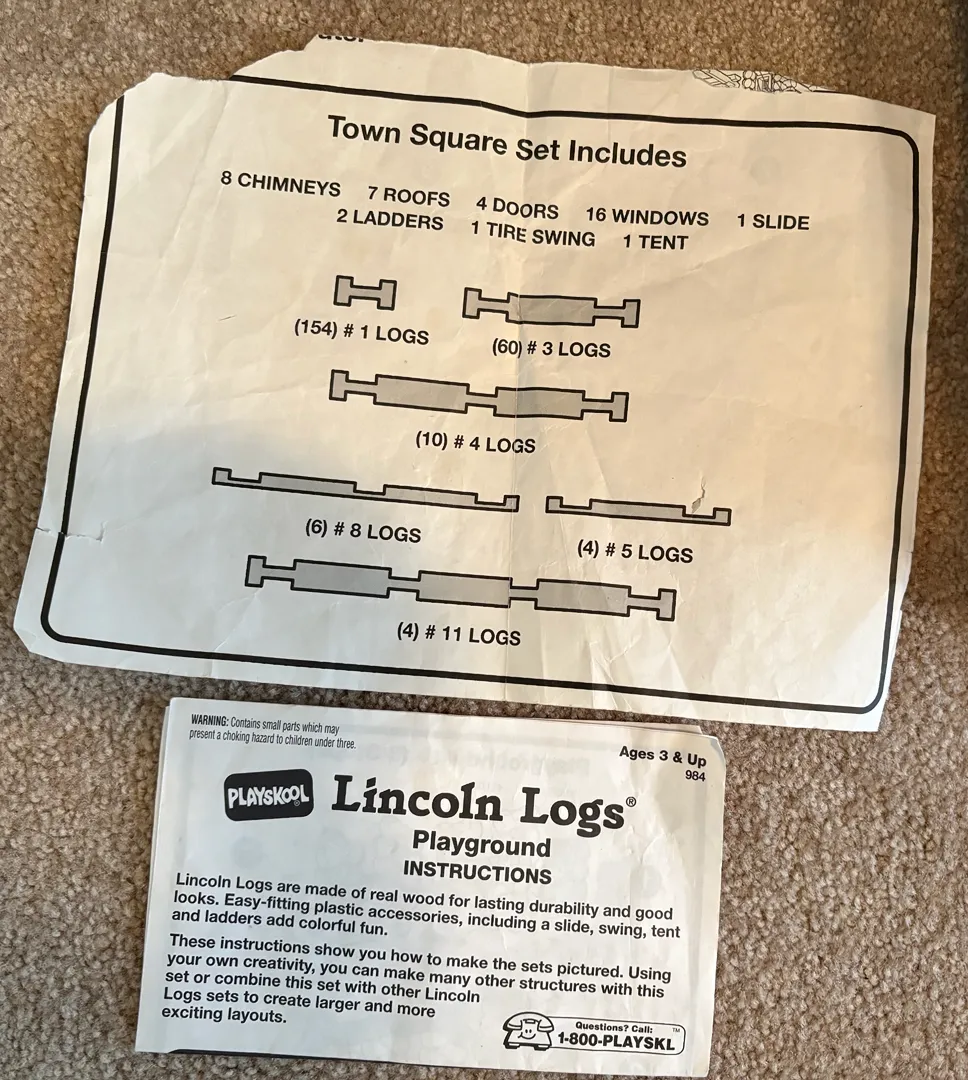 Town Square Set Includes
8 CHIMNEYS 7 ROOFS 4 DOORS 16 WINDOWS 1 SLIDE
2 LADDERS 1 TIRE SWING 1 TENT
(154) # 1 LOGS (60) # 3 LOGS
(10) # 4 LOGS
(6) # 8 LOGS (4) # 5 LOGS
(4) # 11 LOGS
WARNING: Contains small parts which may
present a choking hazard to children under three.
Ages 3 & Up
984
PLAYSKOOL®
Lincoln Logs®
Playground
INSTRUCTIONS
Lincoln Logs are made of real wood for lasting durability and good
looks. Easy-fitting plastic accessories, including a slide, swing, tent
and ladders add colorful fun.
These instructions show you how to make the sets pictured. Using
your own creativity, you can make many other structures with this
set or combine this set with other Lincoln
Logs sets to create larger and more
exciting layouts.
Questions? Call: ™
1-800-PLAYSKL